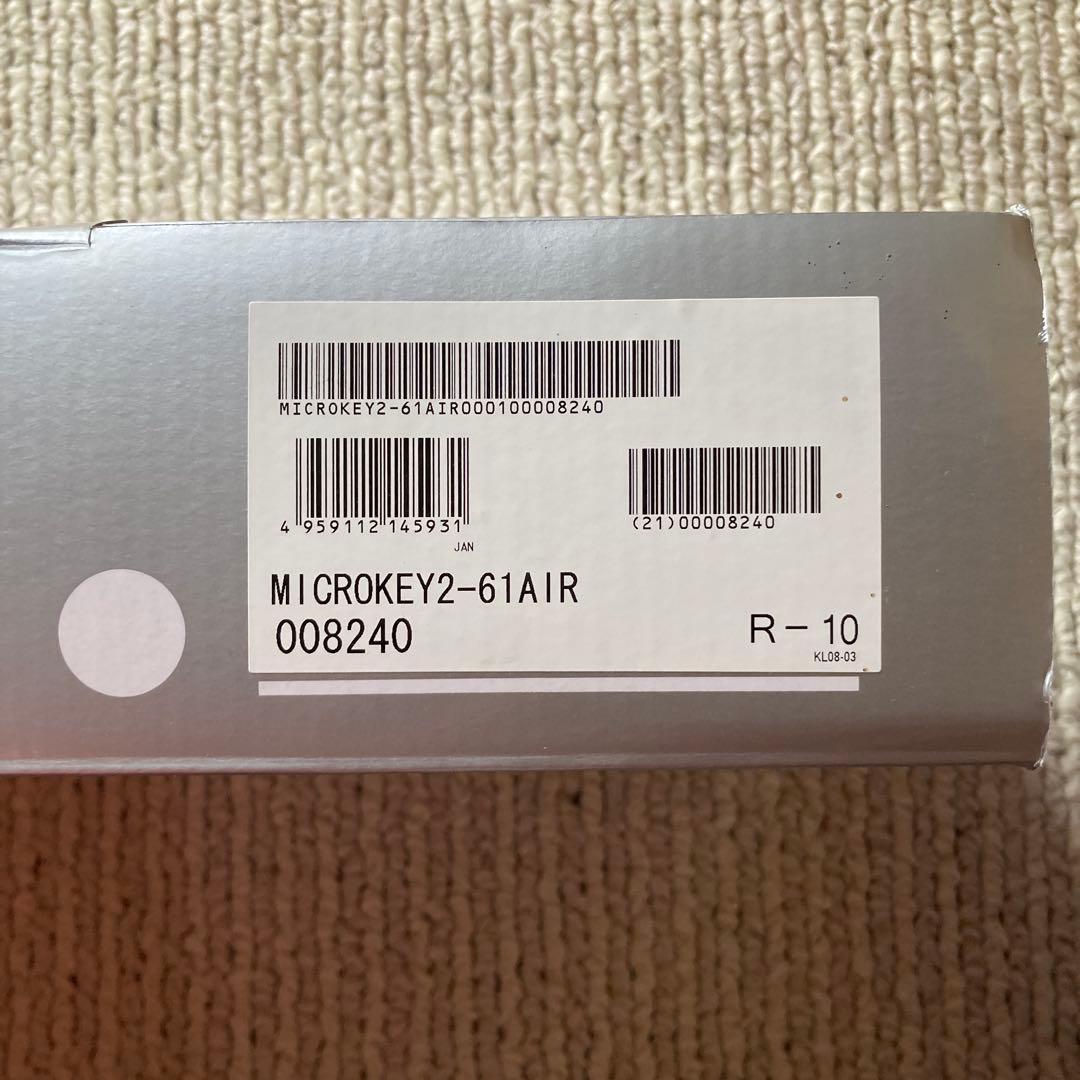 MICROKEY2-61AIR000100008240
4 959112 145931
JAN
(21)00008240
MICROKEY2-61AIR
008240
R-10
KL08-03